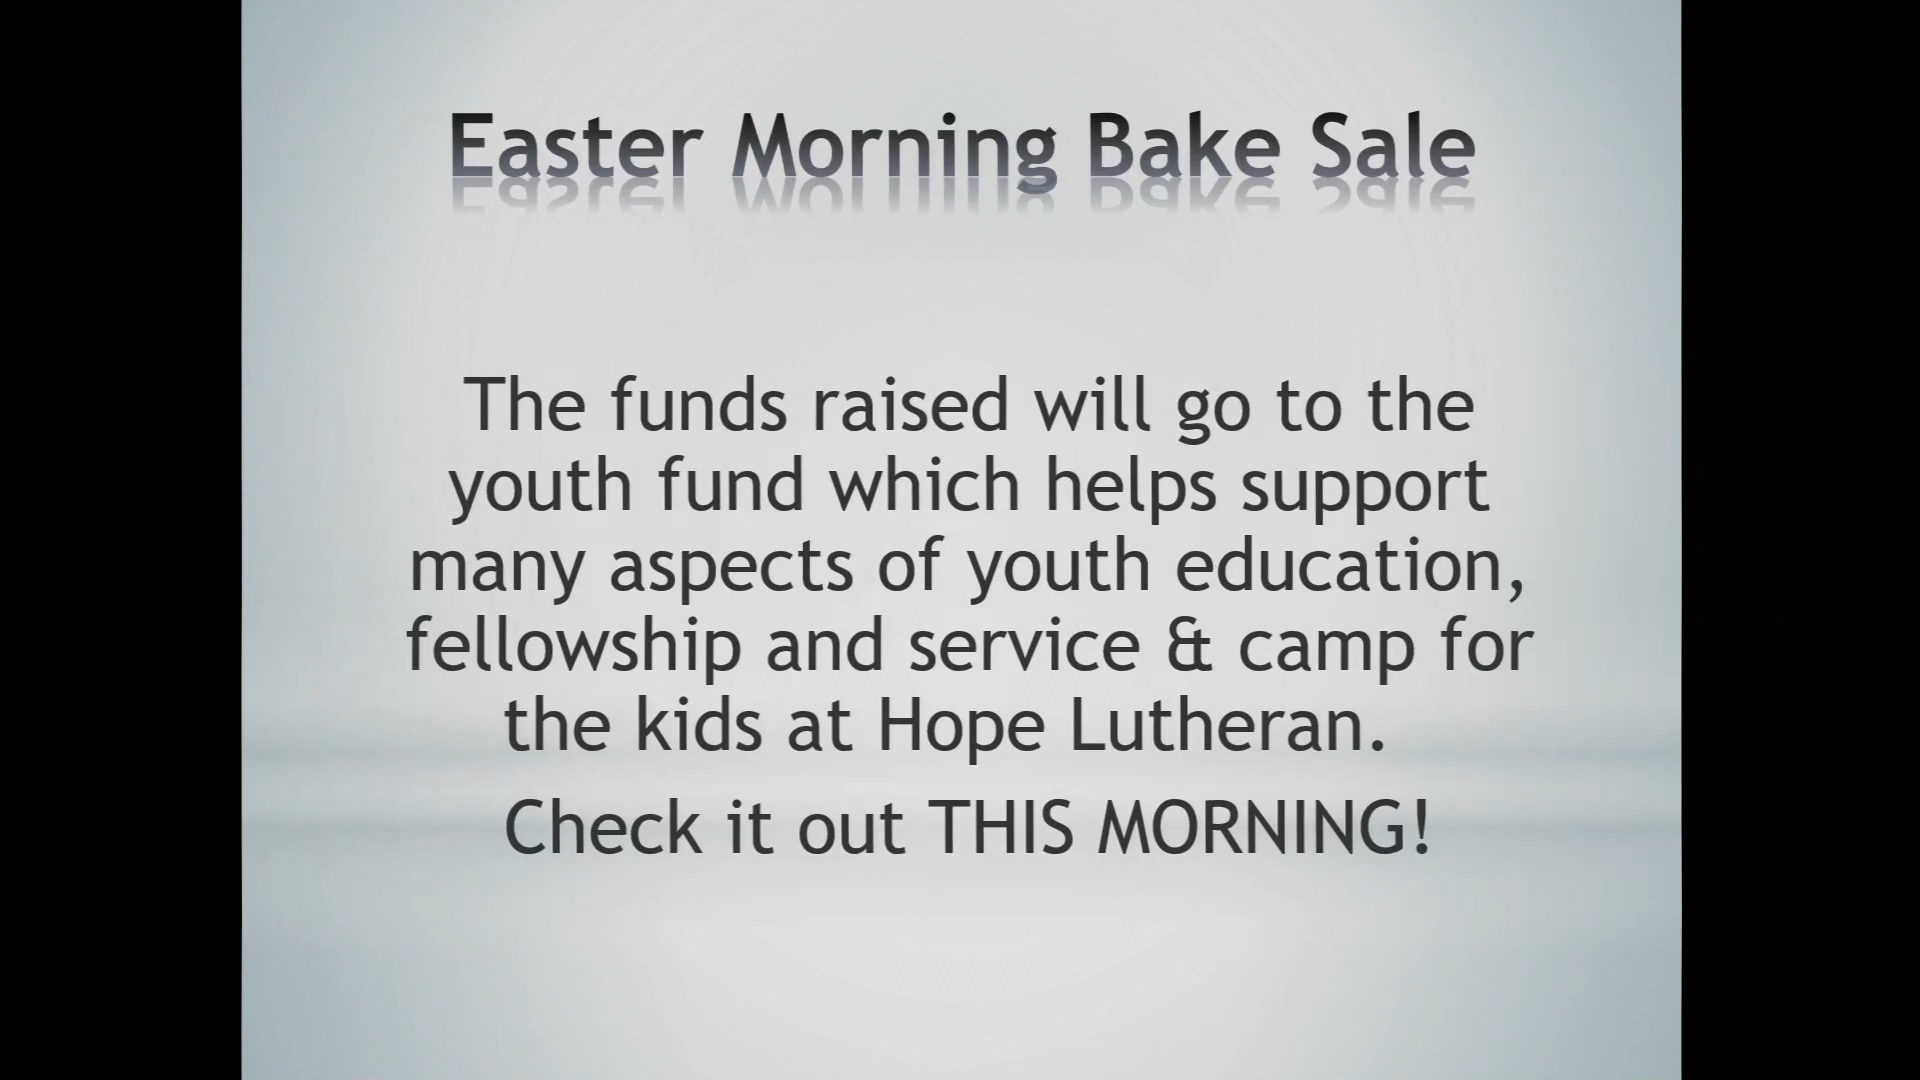 Easter Morning Bake Sale
The funds raised will go to the
youth fund which helps support
many aspects of youth education,
fellowship and service & camp for
the kids at Hope Lutheran.
Check it out THIS MORNING!